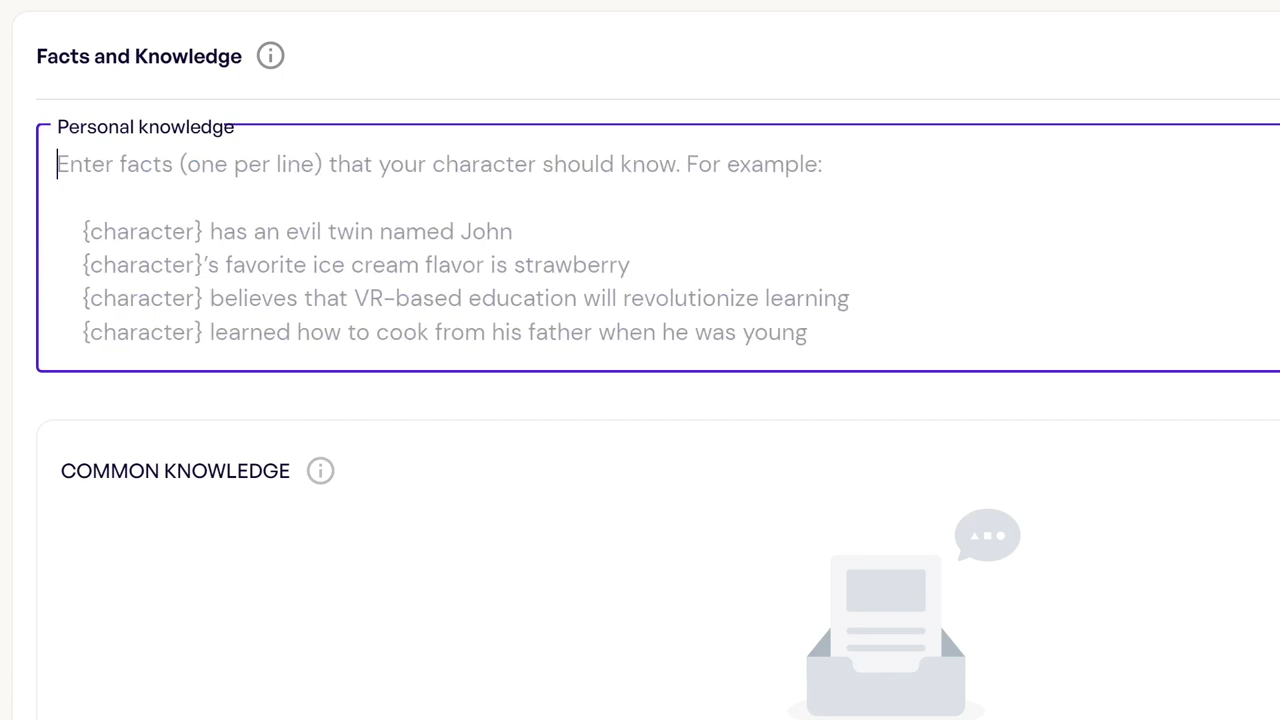 Facts and Knowledge
Personal knowledge
Enter facts (one per line) that your character should know. For example:
{character} has an evil twin named John
{character}’s favorite ice cream flavor is strawberry
{character} believes that VR-based education will revolutionize learning
{character} learned how to cook from his father when he was young
COMMON KNOWLEDGE